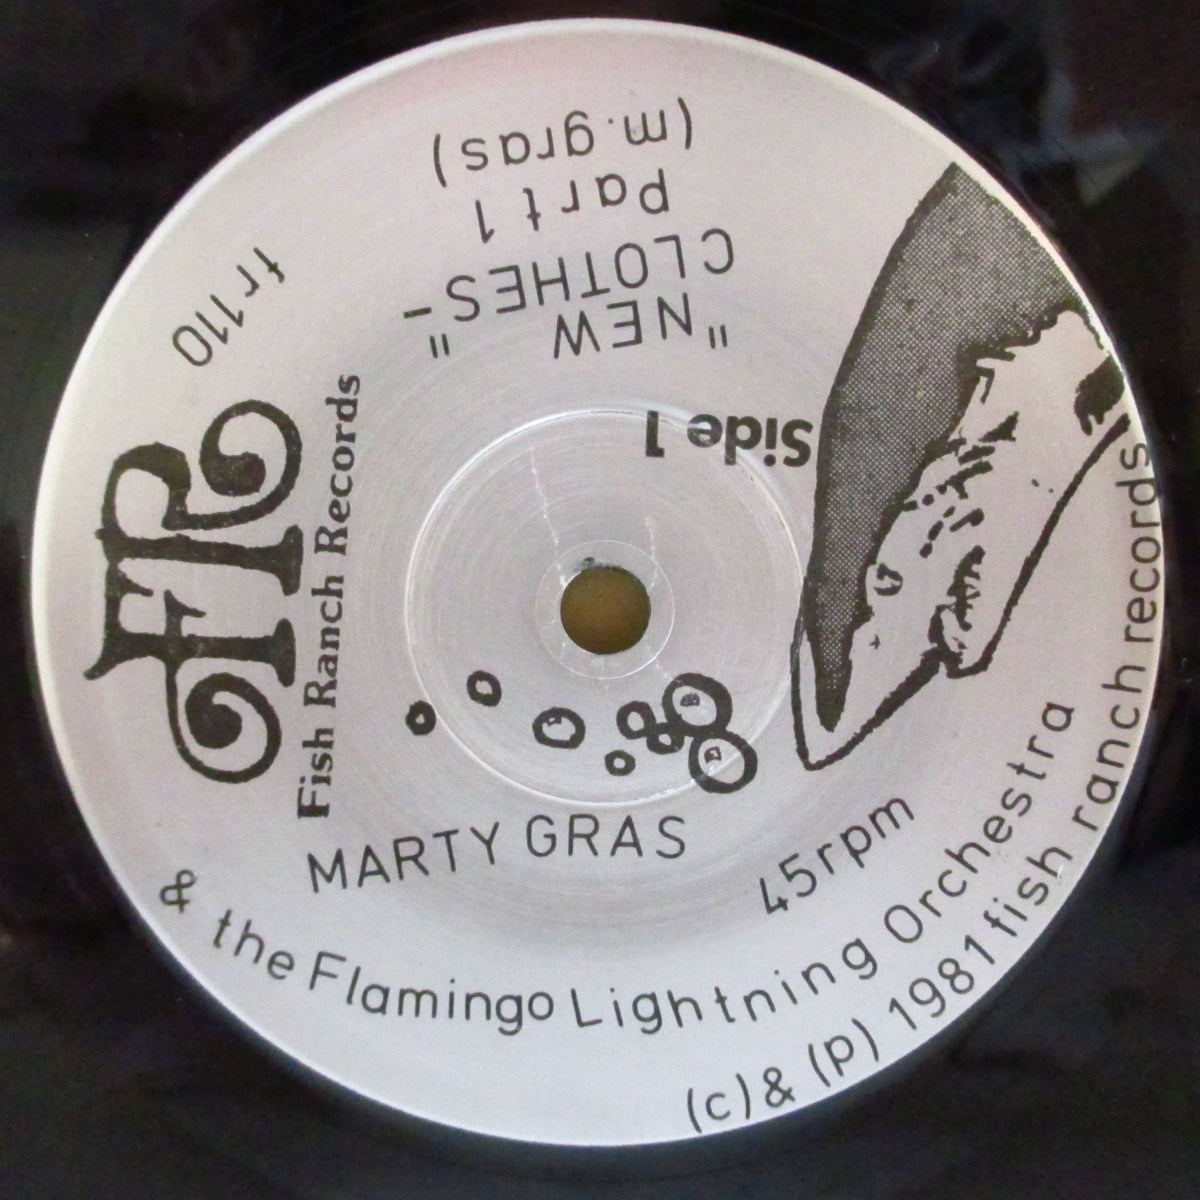 FR
Fish Ranch Records
fr110
Side 1
"NEW
CLOTHES-"
Part 1
(m.gras)
MARTY GRAS
& the Flamingo Lightning Orchestra
45rpm
(c) & (p) 1981 fish ranch records